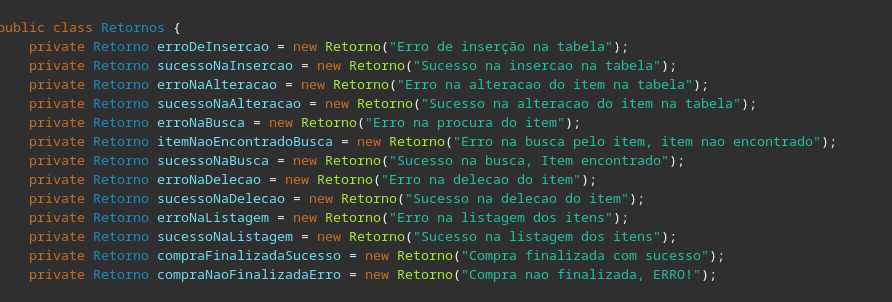 public class Retornos {
private Retorno erroDeInsercao = new Retorno("Erro de inserção na tabela");
private Retorno sucessoNaInsercao = new Retorno("Sucesso na insercao na tabela");
private Retorno erroNaAlteracao = new Retorno("Erro na alteracao do item na tabela");
private Retorno sucessoNaAlteracao = new Retorno("Sucesso na alteracao do item na tabela");
private Retorno erroNaBusca = new Retorno("Erro na procura do item");
private Retorno itemNaoEncontradoBusca = new Retorno("Erro na busca pelo item, item nao encontrado");
private Retorno sucessoNaBusca = new Retorno("Sucesso na busca, Item encontrado");
private Retorno erroNaDelecao = new Retorno("Erro na delecao do item");
private Retorno sucessoNaDelecao = new Retorno("Sucesso na delecao do item");
private Retorno erroNaListagem = new Retorno("Erro na listagem dos itens");
private Retorno sucessoNaListagem = new Retorno("Sucesso na listagem dos itens");
private Retorno compraFinalizadaSucesso = new Retorno("Compra finalizada com sucesso");
private Retorno compraNaoFinalizadaErro = new Retorno("Compra nao finalizada, ERRO!");